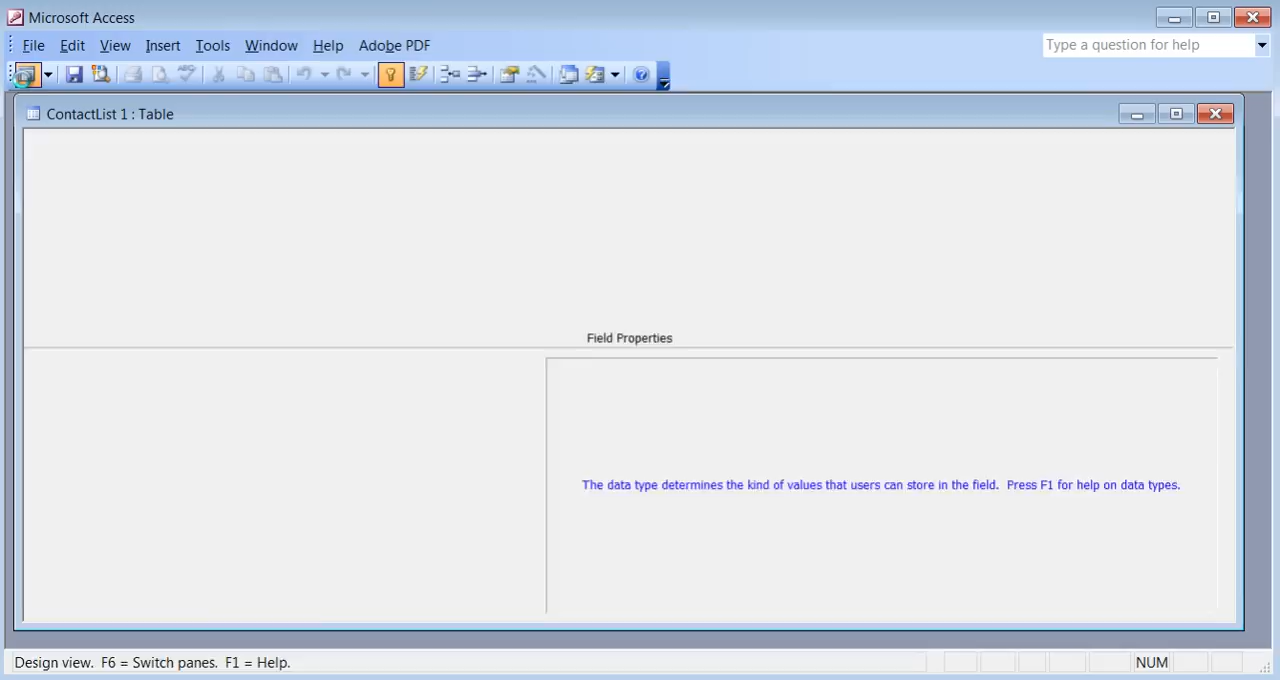 Microsoft Access
File Edit View Insert Tools Window Help Adobe PDF
Type a question for help
ContactList 1 : Table
Field Properties
The data type determines the kind of values that users can store in the field. Press F1 for help on data types.
Design view. F6 = Switch panes. F1 = Help.
NUM